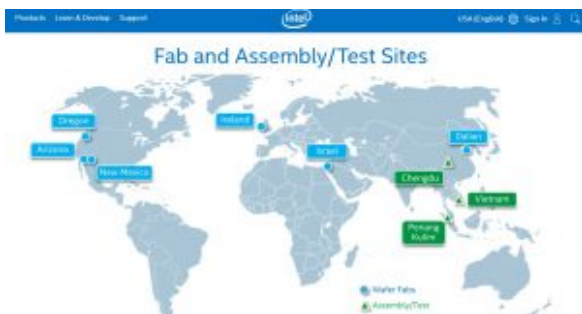 Products Learn & Develop Support
intel
USA (English) Sign In
Fab and Assembly/Test Sites
Oregon
Ireland
Dalian
Arizona
Israel
New Mexico
Chengdu
Vietnam
Penang
Kulim
Wafer Fabs
Assembly/Test